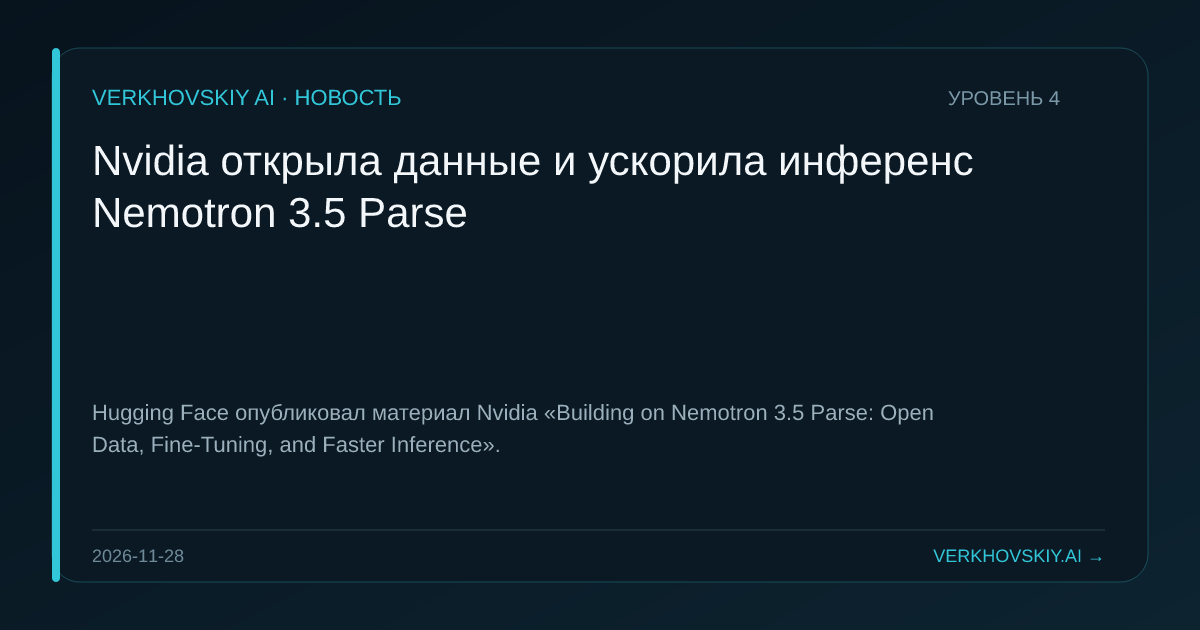 VERKHOVSKIY AI · НОВОСТЬ
УРОВЕНЬ 4
Nvidia открыла данные и ускорила инференс
Nemotron 3.5 Parse
Hugging Face опубликовал материал Nvidia «Building on Nemotron 3.5 Parse: Open
Data, Fine-Tuning, and Faster Inference».
2026-11-28
VERKHOVSKIY.AI →